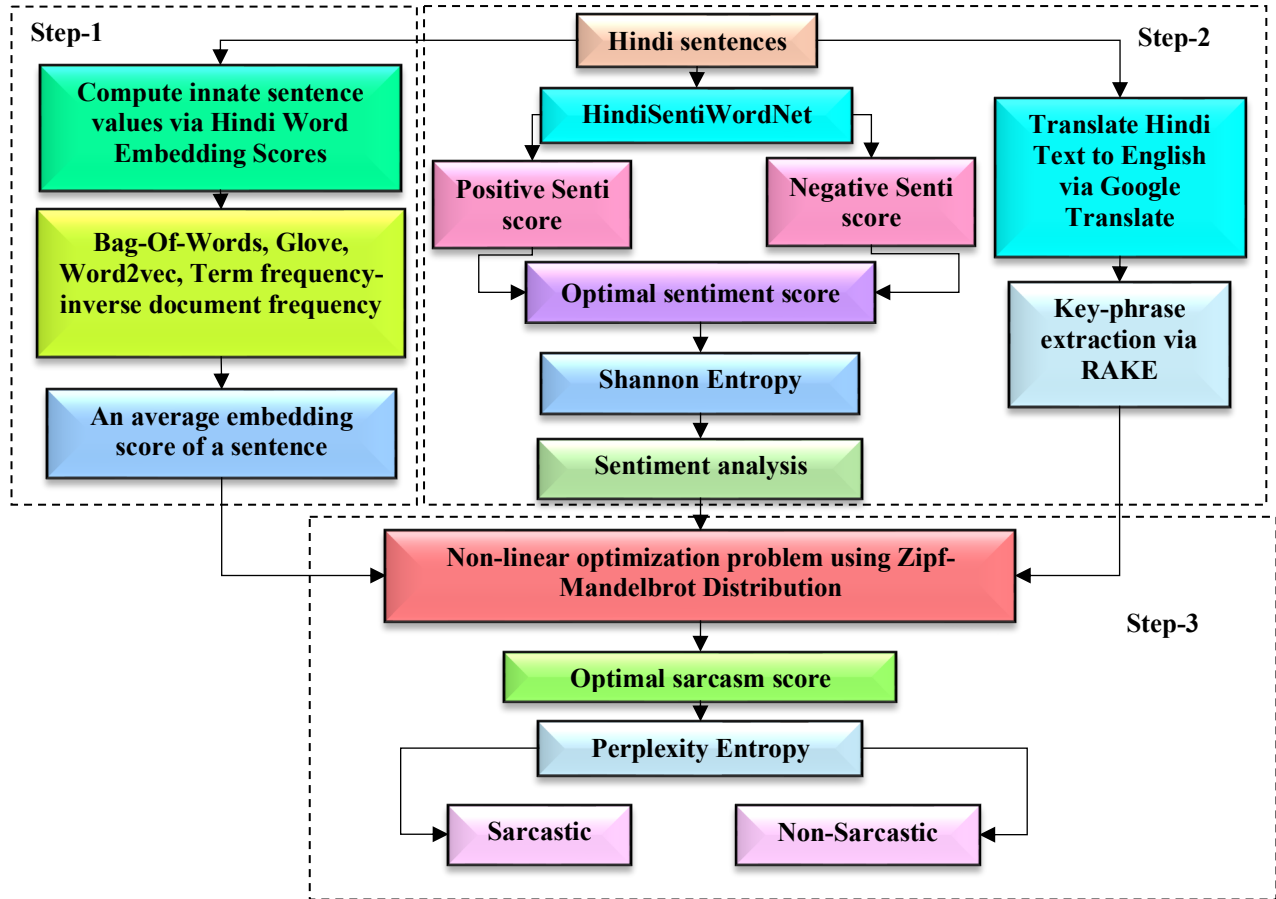 Step-1
Compute innate sentence
values via Hindi Word
Embedding Scores
Bag-Of-Words, Glove,
Word2vec, Term frequency-
inverse document frequency
An average embedding
score of a sentence
Hindi sentences
Step-2
HindiSentiWordNet
Positive Senti
score
Negative Senti
score
Optimal sentiment score
Shannon Entropy
Sentiment analysis
Translate Hindi
Text to English
via Google
Translate
Key-phrase
extraction via
RAKE
Non-linear optimization problem using Zipf-
Mandelbrot Distribution
Step-3
Optimal sarcasm score
Perplexity Entropy
Sarcastic
Non-Sarcastic